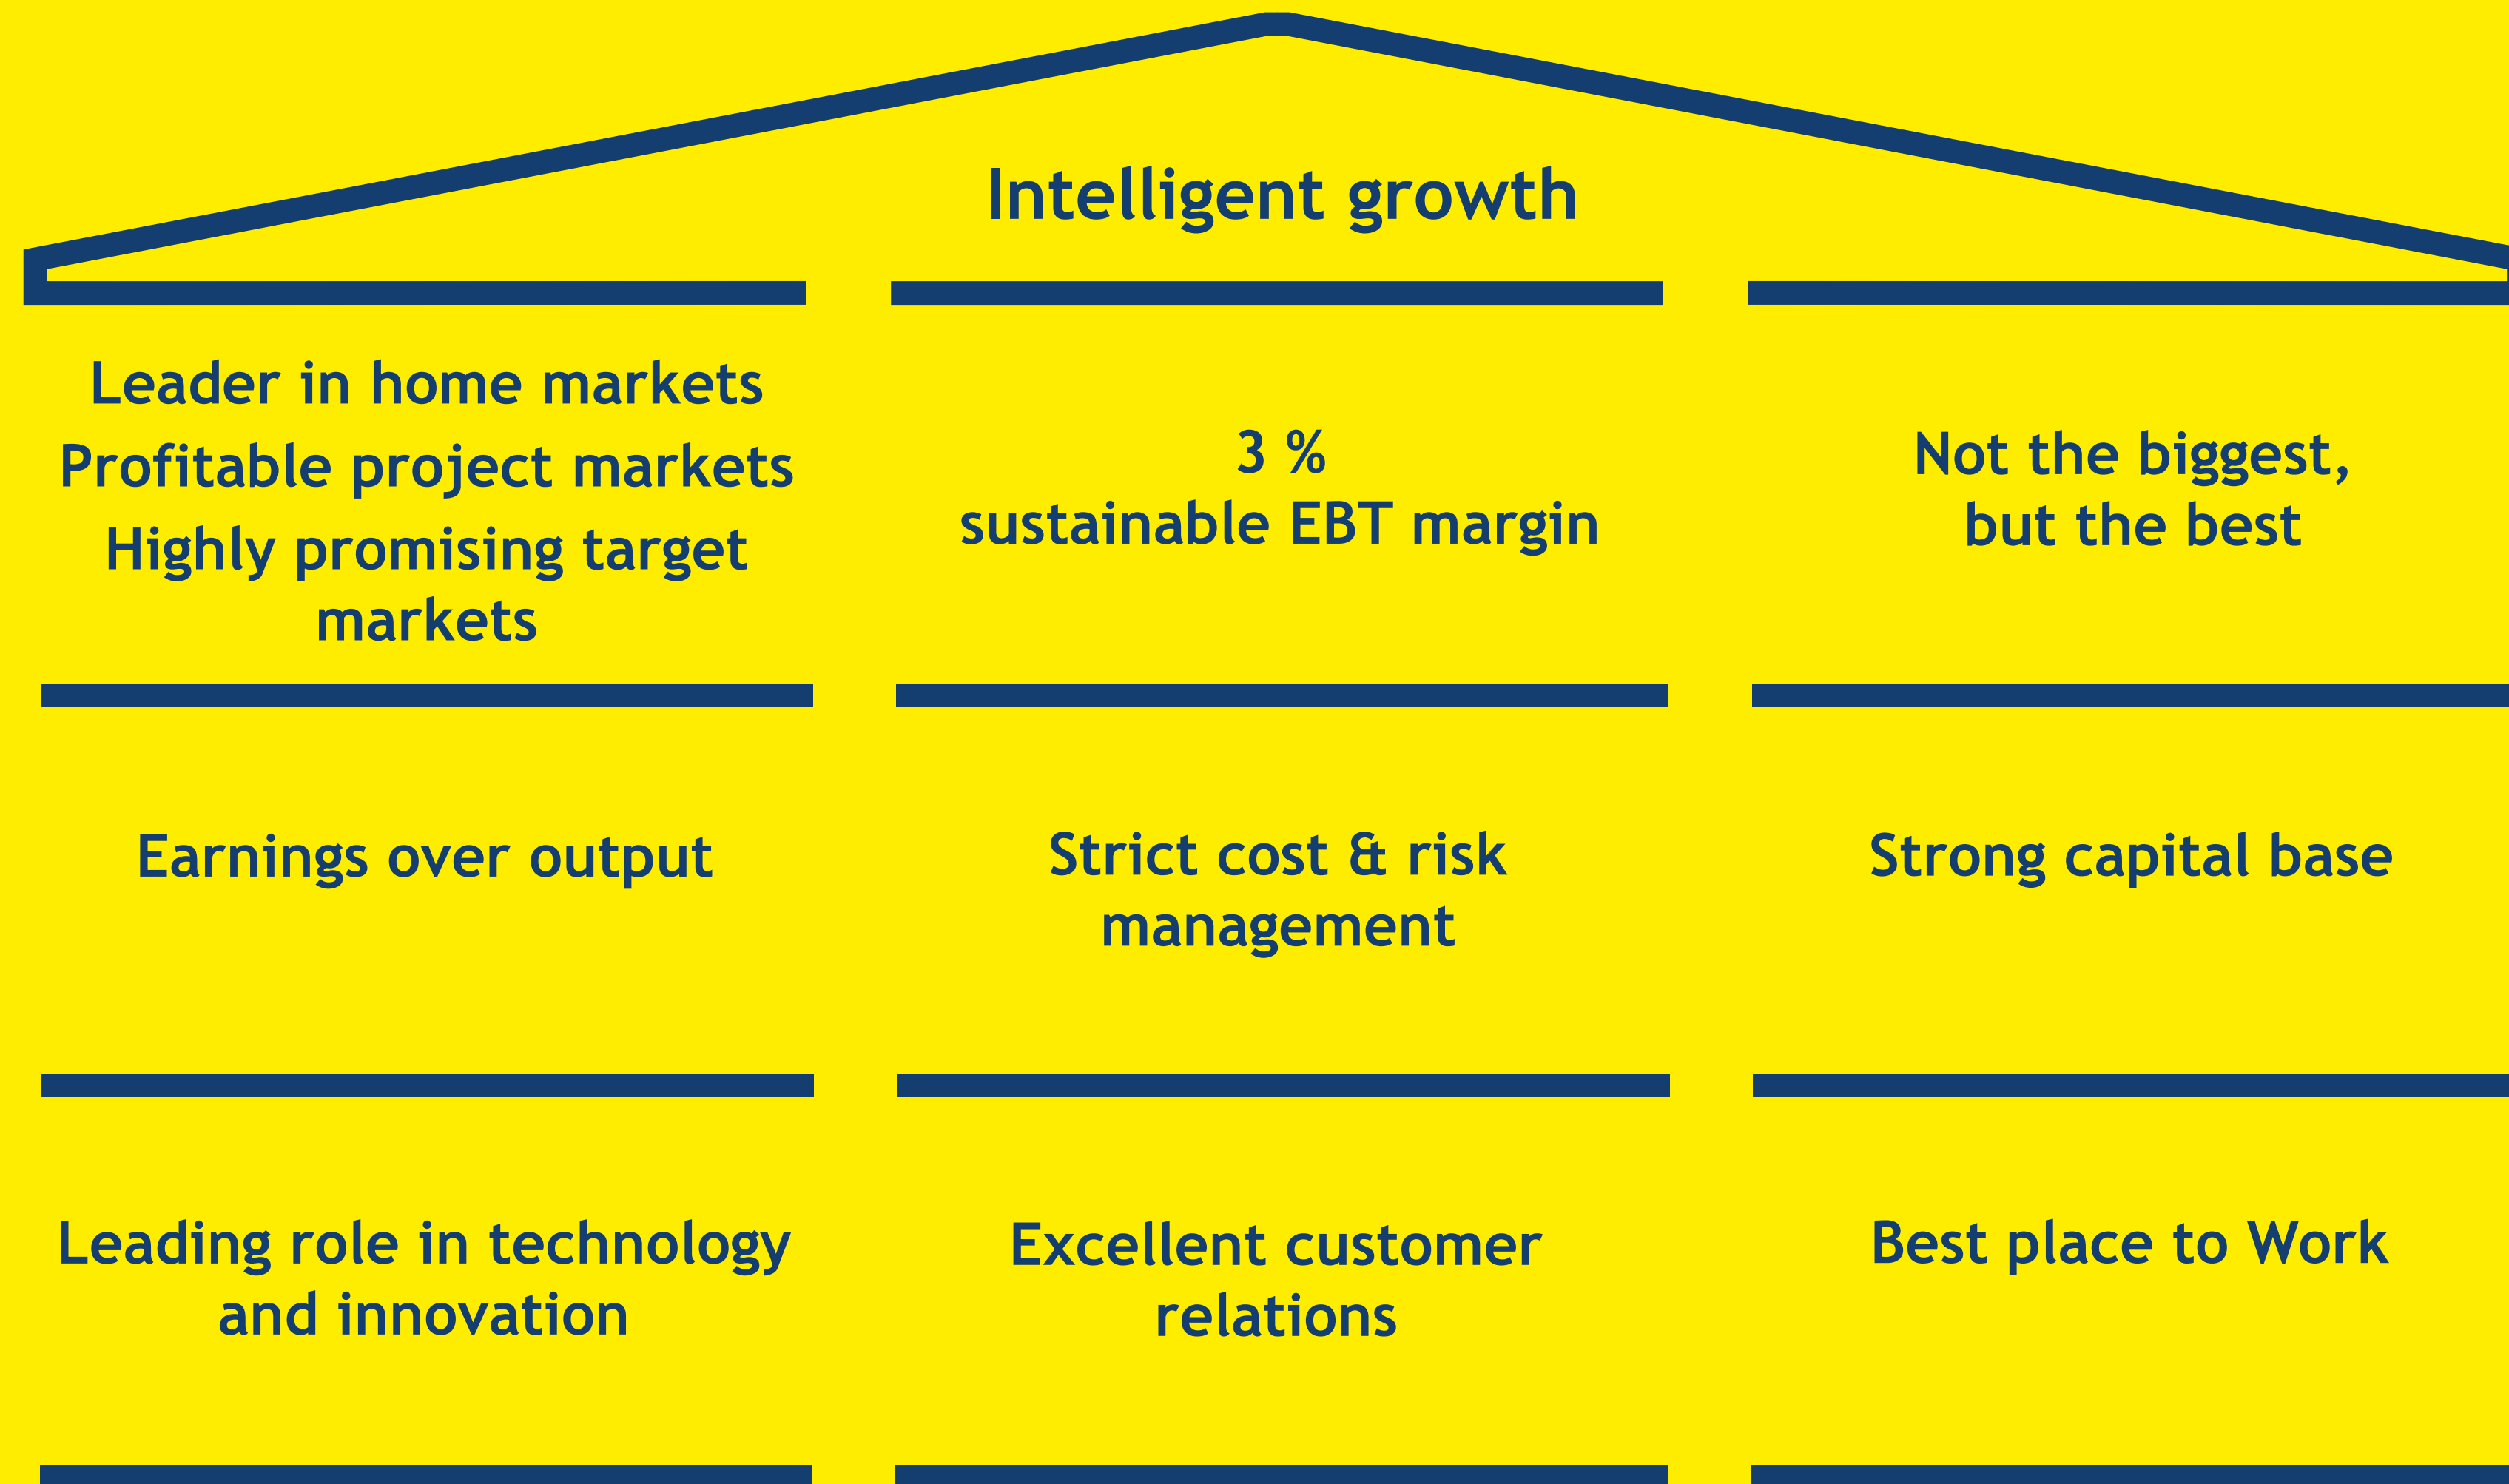 Intelligent growth
Leader in home markets
Profitable project markets
Highly promising target
markets
3 %
sustainable EBT margin
Not the biggest,
but the best
Earnings over output
Strict cost & risk
management
Strong capital base
Leading role in technology
and innovation
Excellent customer
relations
Best place to Work